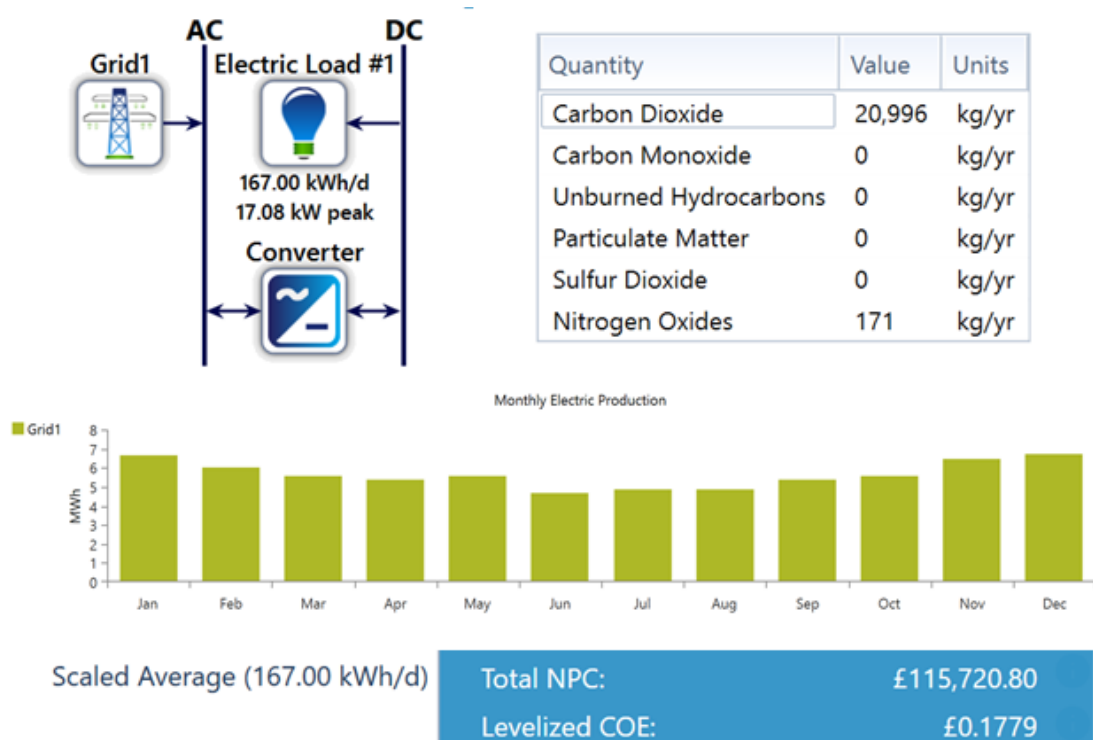 AC DC
Grid1 Electric Load #1
167.00 kWh/d
17.08 kW peak
Converter
Quantity Value Units
Carbon Dioxide 20,996 kg/yr
Carbon Monoxide 0 kg/yr
Unburned Hydrocarbons 0 kg/yr
Particulate Matter 0 kg/yr
Sulfur Dioxide 0 kg/yr
Nitrogen Oxides 171 kg/yr
Monthly Electric Production
Grid1
MWh
8
7
6
5
4
3
2
1
0
Jan Feb Mar Apr May Jun Jul Aug Sep Oct Nov Dec
Scaled Average (167.00 kWh/d)
Total NPC: £115,720.80
Levelized COE: £0.1779